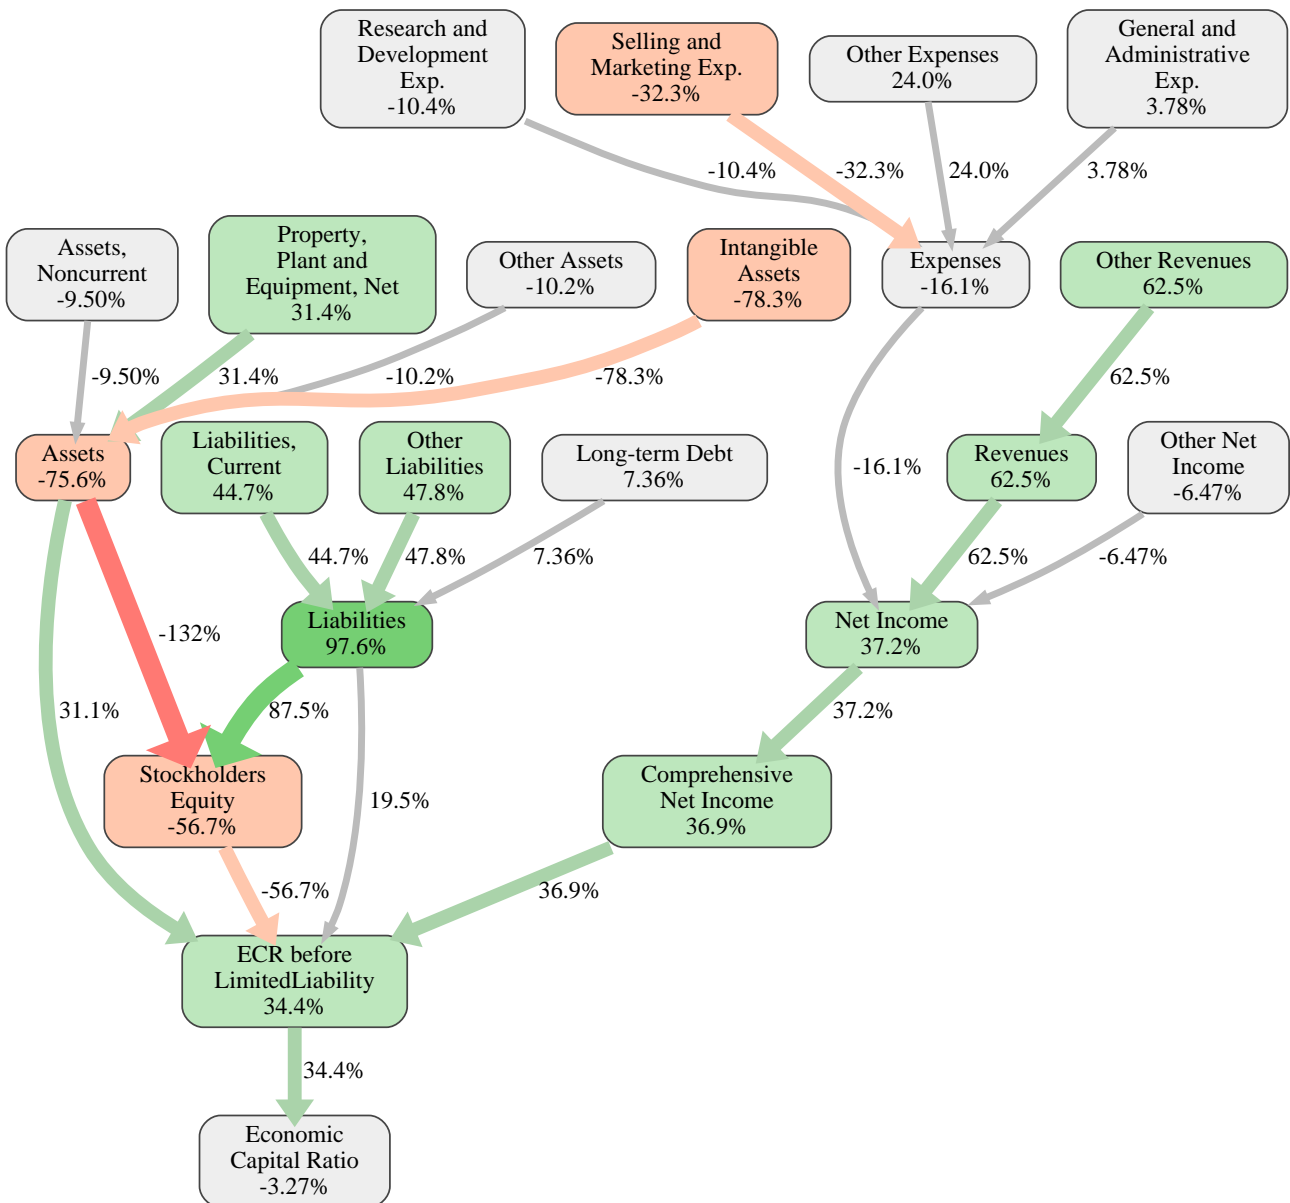 Research and
Development
Exp.
-10.4%
Selling and
Marketing Exp.
-32.3%
Other Expenses
24.0%
General and
Administrative
Exp.
3.78%
-10.4%
-32.3%
24.0%
3.78%
Assets,
Noncurrent
-9.50%
Property,
Plant and
Equipment, Net
31.4%
Other Assets
-10.2%
Intangible
Assets
-78.3%
Expenses
-16.1%
Other Revenues
62.5%
-9.50%
31.4%
-10.2%
-78.3%
62.5%
Assets
-75.6%
Liabilities,
Current
44.7%
Other
Liabilities
47.8%
Long-term Debt
7.36%
-16.1%
Revenues
62.5%
Other Net
Income
-6.47%
44.7%
47.8%
7.36%
62.5%
-6.47%
-132%
Liabilities
97.6%
Net Income
37.2%
31.1%
87.5%
37.2%
Stockholders
Equity
-56.7%
19.5%
Comprehensive
Net Income
36.9%
-56.7%
36.9%
ECR before
LimitedLiability
34.4%
34.4%
Economic
Capital Ratio
-3.27%